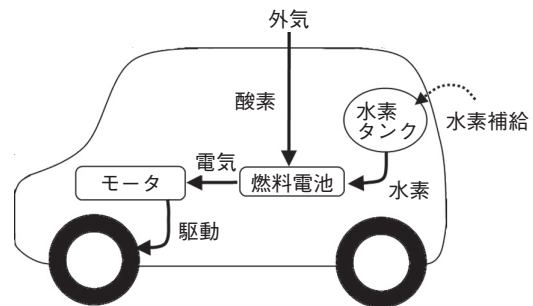 外気
酸素
水素
タンク
水素補給
電気
モータ
燃料電池
水素
駆動